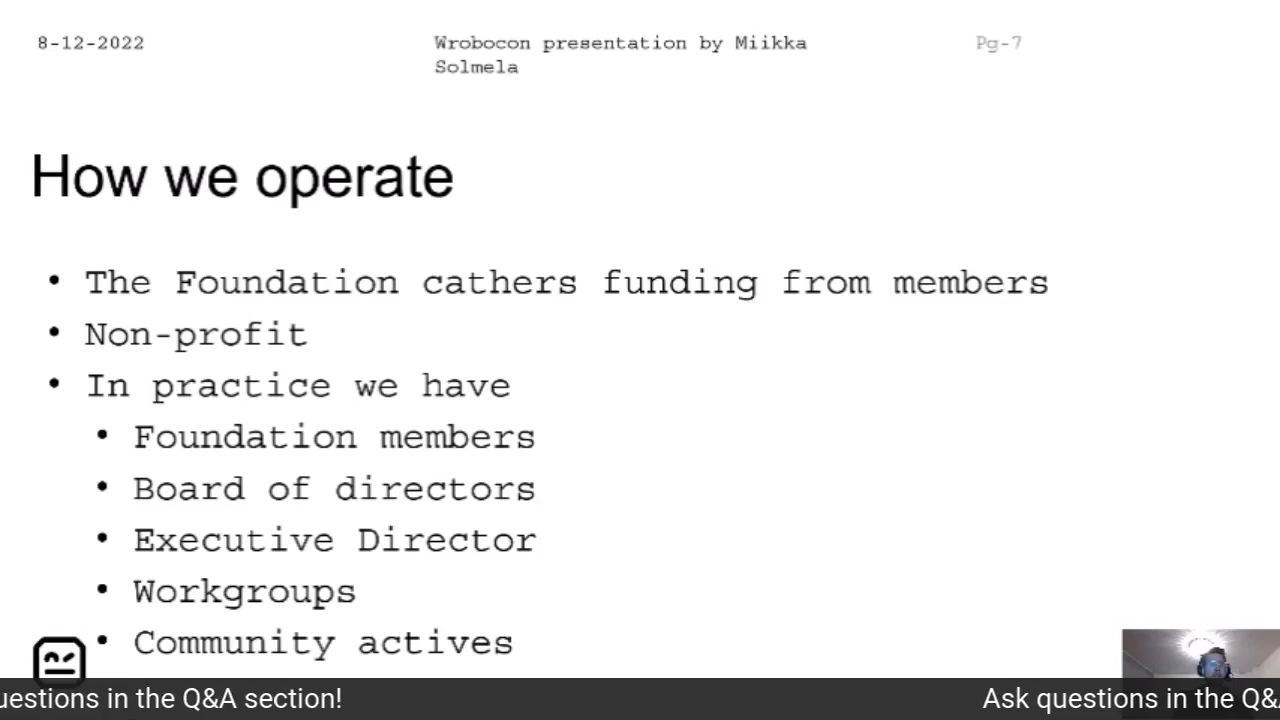 8-12-2022
Wrobocon presentation by Miikka
Solmela
Pg-7
How we operate
• The Foundation cathers funding from members
• Non-profit
• In practice we have
• Foundation members
• Board of directors
• Executive Director
• Workgroups
• Community actives
uestions in the Q&A section!
Ask questions in the Q&